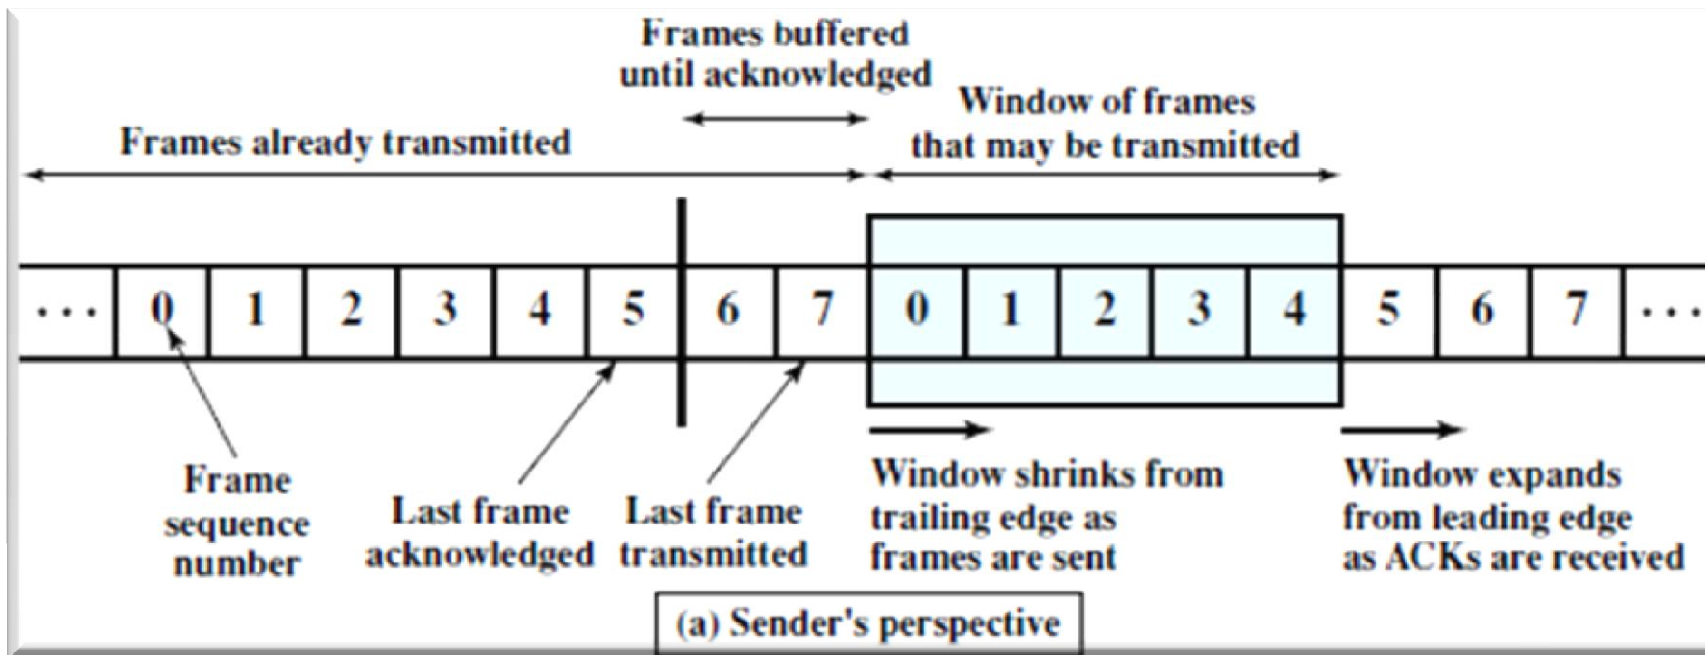 Frames buffered
until acknowledged
Window of frames
that may be transmitted
Frames already transmitted
... 0 1 2 3 4 5 6 7 0 1 2 3 4 5 6 7 ...
Frame
sequence
number
Last frame
acknowledged
Last frame
transmitted
Window shrinks from
trailing edge as
frames are sent
Window expands
from leading edge
as ACKs are received
(a) Sender's perspective